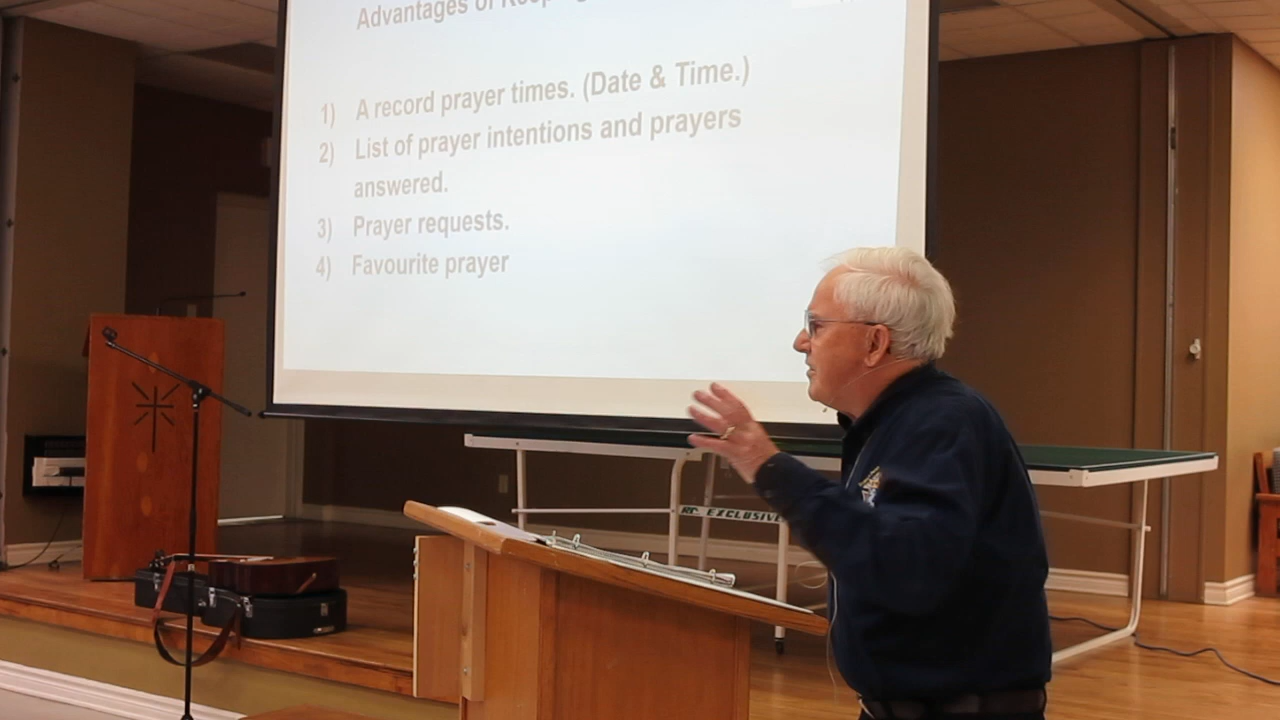 Advantages of Keeping
1) A record prayer times. (Date & Time.)
2) List of prayer intentions and prayers
answered.
3) Prayer requests.
4) Favourite prayer
EXCLUSIVE